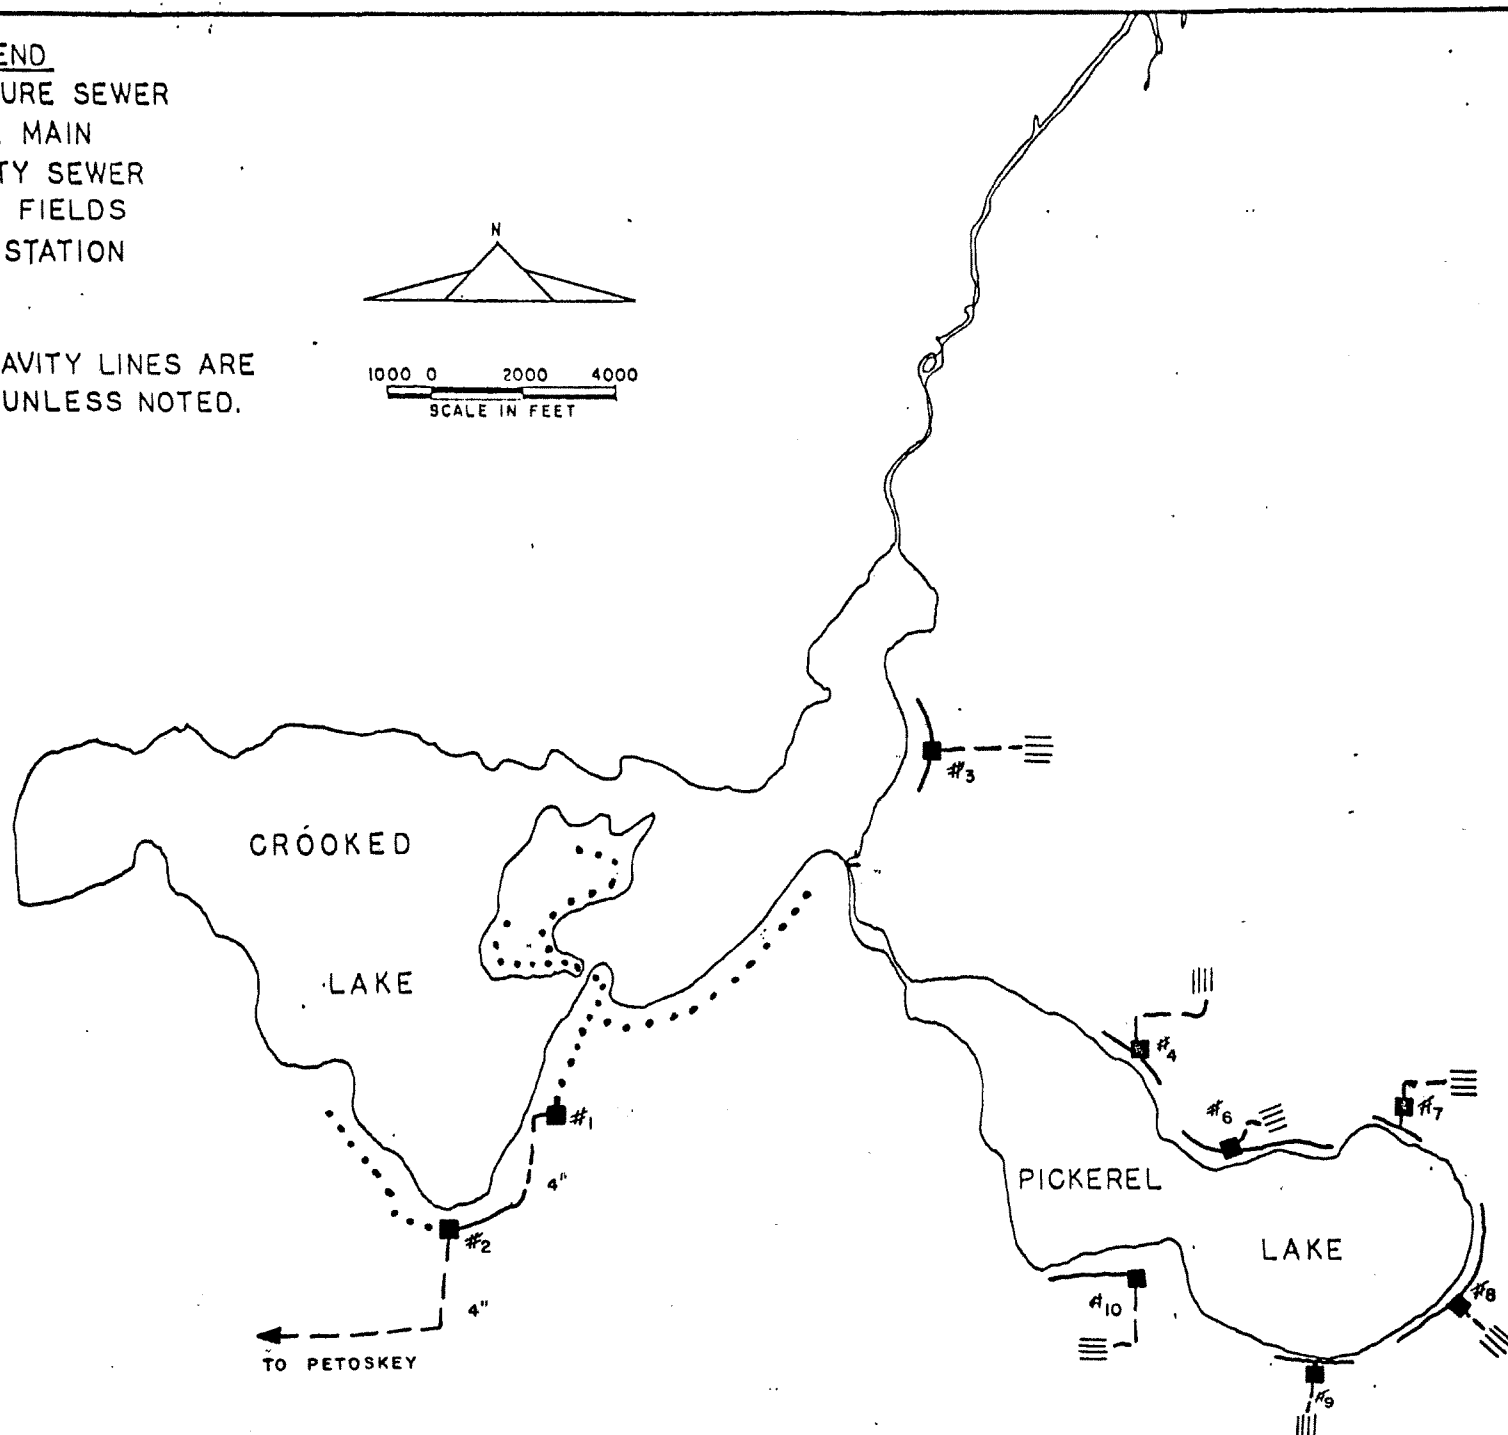 END
URE SEWER
MAIN
TY SEWER
FIELDS
STATION
AVITY LINES ARE
UNLESS NOTED.
N
1000 0 2000 4000
SCALE IN FEET
CROOKED
LAKE
PICKEREL
LAKE
#3
#4
#6
#7
#1
4"
#2
4"
#8
#10
#9
TO PETOSKEY